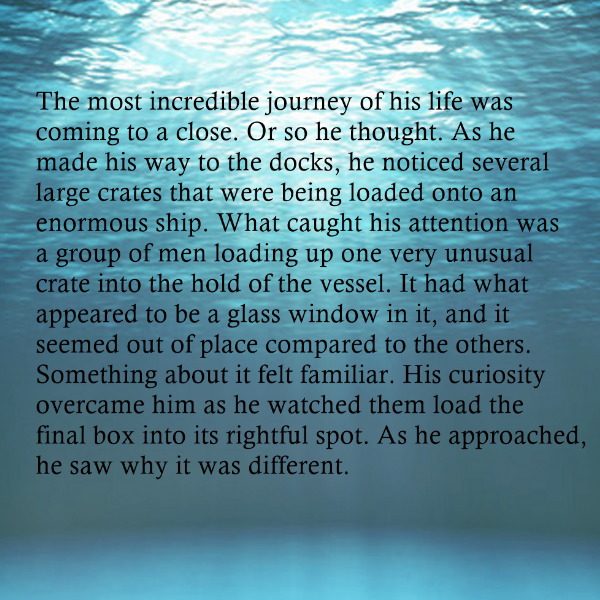 The most incredible journey of his life was
coming to a close. Or so he thought. As he
made his way to the docks, he noticed several
large crates that were being loaded onto an
enormous ship. What caught his attention was
a group of men loading up one very unusual
crate into the hold of the vessel. It had what
appeared to be a glass window in it, and it
seemed out of place compared to the others.
Something about it felt familiar. His curiosity
overcame him as he watched them load the
final box into its rightful spot. As he approached,
he saw why it was different.